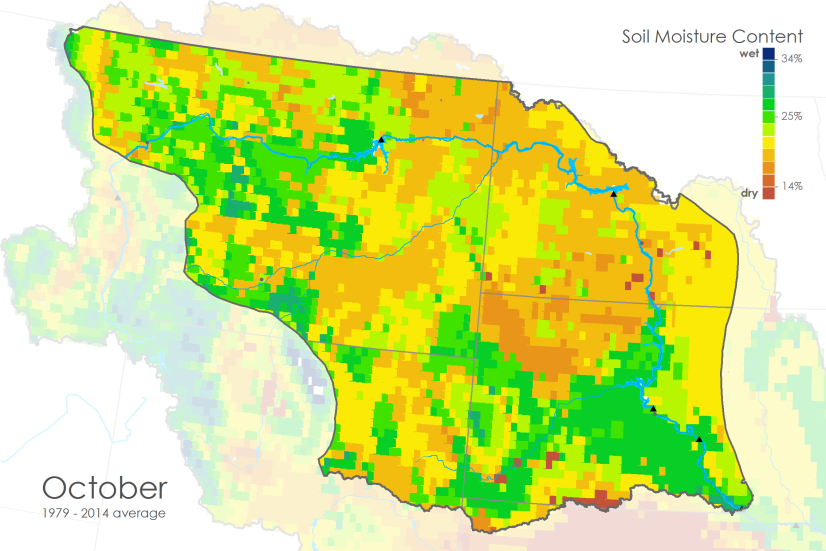 Soil Moisture Content
wet
34%
25%
14%
dry
October
1979 - 2014 average